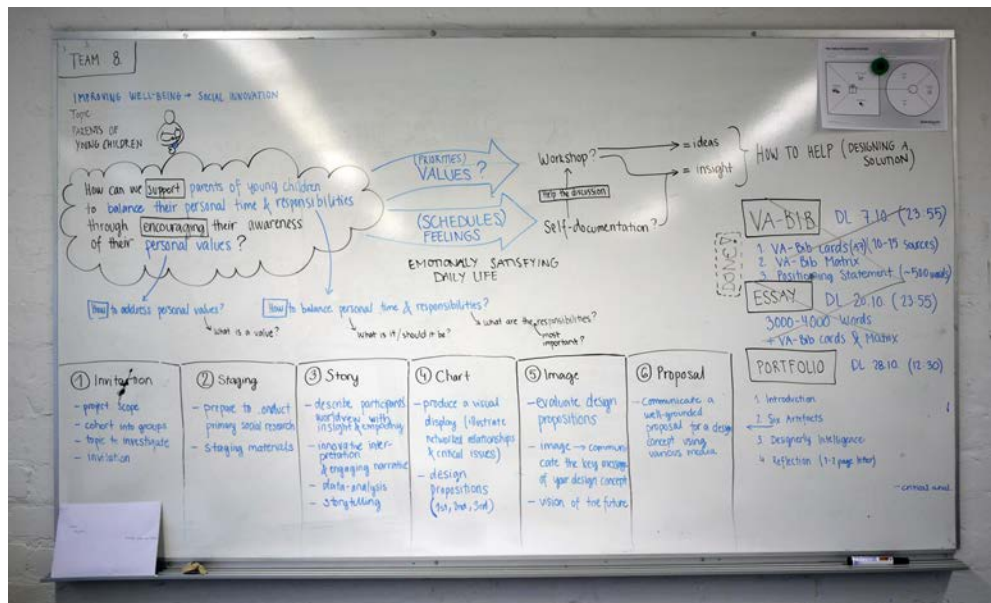 TEAM 8.
IMPROVING WELL-BEING → SOCIAL INNOVATION
Topic
PARENTS OF
YOUNG CHILDREN
How can we support parents of young children
to balance their personal time & responsibilities
through encouraging their awareness
of their personal values?
(PRIORITIES)
VALUES?
(SCHEDULES)
FEELINGS
EMOTIONALLY SATISFYING
DAILY LIFE
Workshop?
Help the discussion
Self-documentation?
= ideas
= insight
HOW TO HELP (DESIGNING A
SOLUTION)
How to address personal values?
what is a value?
How to balance personal time & responsibilities?
what is it/should it be?
what are the responsibilities?
most
important?
DONE
VA-BIB DL 7.10. (23:55)
1. VA-Bib cards (10-15 sources)
2. VA-Bib Matrix
3. Positioning Statement (~500 words)
ESSAY DL 20.10. (23:55)
3000-4000 Words
+ VA-Bib cards & Matrix
PORTFOLIO DL 28.10. (12:30)
1. Introduction
2. Six Artifacts
3. Designerly Intelligence
4. Reflection (1-2 page letter)
- critical
1 Invitation
- project scope
- cohort into groups
- topic to investigate
- invitation
2 Staging
- prepare to conduct
primary social research
- staging materials
3 Story
- describe participants
worldview with
insight & empathy
- innovative inter-
pretation
& engaging narrative
- data-analysis
- storytelling
4 Chart
- produce a visual
display (illustrate
networked relationships
& critical issues)
- design
propositions
(1st, 2nd, 3rd)
5 Image
- evaluate design
propositions
- image → communi
cate the key message
of your design concept
- vision of the future
6 Proposal
- communicate a
well-grounded
proposal for a design
concept using
various media